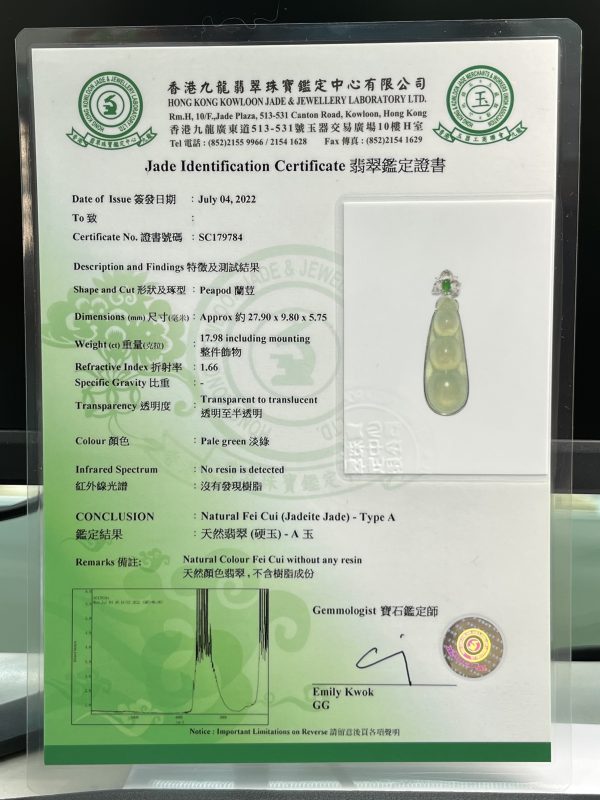 香港九龍翡翠珠寶鑑定中心有限公司
HONG KONG KOWLOON JADE & JEWELLERY LABORATORY LTD.
Rm.H, 10/F.,Jade Plaza, 513-531 Canton Road, Kowloon, Hong Kong
香港九龍廣東道513-531號玉器交易廣場10樓H室
Tel 電話 : (852)2155 9966 / 2154 1628 Fax 傳真 : (852)2154 1629
玉
Jade Identification Certificate 翡翠鑑定證書
Date of Issue 簽發日期 : July 04, 2022
To 致 :
Certificate No. 證書號碼 : SC179784
Description and Findings 特徵及測試結果
Shape and Cut 形狀及琢型 : Peapod 蘭荳
Dimensions (mm) 尺寸(毫米) : Approx 約 27.90 x 9.80 x 5.75
Weight (ct) 重量(克拉) : 17.98 including mounting
整件飾物
Refractive Index 折射率 : 1.66
Specific Gravity 比重 : -
Transparency 透明度 : Transparent to translucent
透明至半透明
Colour 顏色 : Pale green 淡綠
Infrared Spectrum : No resin is detected
紅外線光譜 : 沒有發現樹脂
CONCLUSION : Natural Fei Cui (Jadeite Jade) - Type A
鑑定結果 : 天然翡翠 (硬玉) - A 玉
Remarks 備註: Natural Colour Fei Cui without any resin
天然顏色翡翠 , 不含樹脂成份
Gemmologist 寶石鑑定師
Emily Kwok
GG
Notice : Important Limitations on Reverse 請留意後頁各項聲明